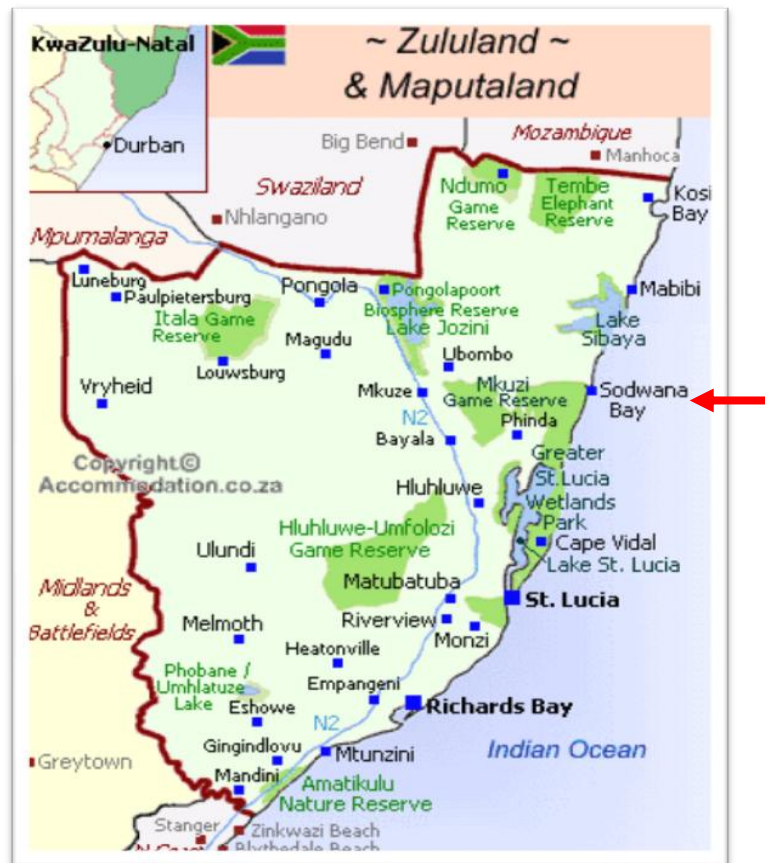 KwaZulu-Natal
~ Zululand ~
& Maputaland
Durban
Big Bend
Mozambique
Manhoca
Swaziland
Nhlangano
Ndumo
Game
Reserve
Tembe
Elephant
Reserve
Kosi
Bay
Mpumalanga
Luneburg
Paulpietersburg
Pongola
Pongolapoort
Biosphere Reserve
Lake Jozini
Mabibi
Itala Game
Reserve
Lake
Sibaya
Magudu
Louwsburg
Ubombo
Vryheid
Mkuze
Mkuzi
Game Reserve
Sodwana
Bay
N2
Phinda
Bayala
Copyright©
Accommodation.co.za
Greater
St.Lucia
Wetlands
Park
Hluhluwe
Hluhluwe-Umfolozi
Game Reserve
Cape Vidal
Lake St. Lucia
Ulundi
Matubatuba
St. Lucia
Midlands
&
Battlefields
Melmoth
Riverview
Monzi
Heatonville
Phobane /
Umhlatuze
Lake
Empangeni
Eshowe
Richards Bay
N2
Gingindlovu
Mtunzini
Indian Ocean
Greytown
Mandini
Amatikulu
Nature Reserve
Stanger
Zinkwazi Beach
Blythedale Beach